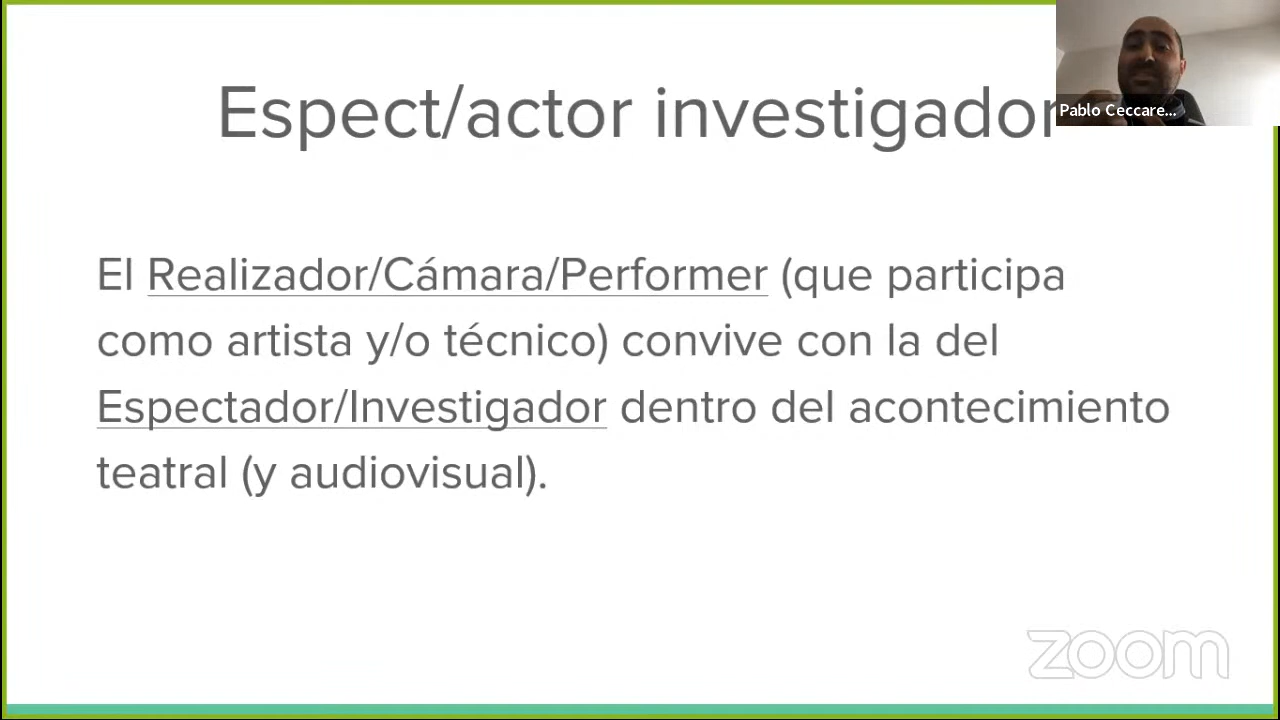 Espect/actor investigador
Pablo Ceccare...
El Realizador/Cámara/Performer (que participa
como artista y/o técnico) convive con la del
Espectador/Investigador dentro del acontecimiento
teatral (y audiovisual).
zoom